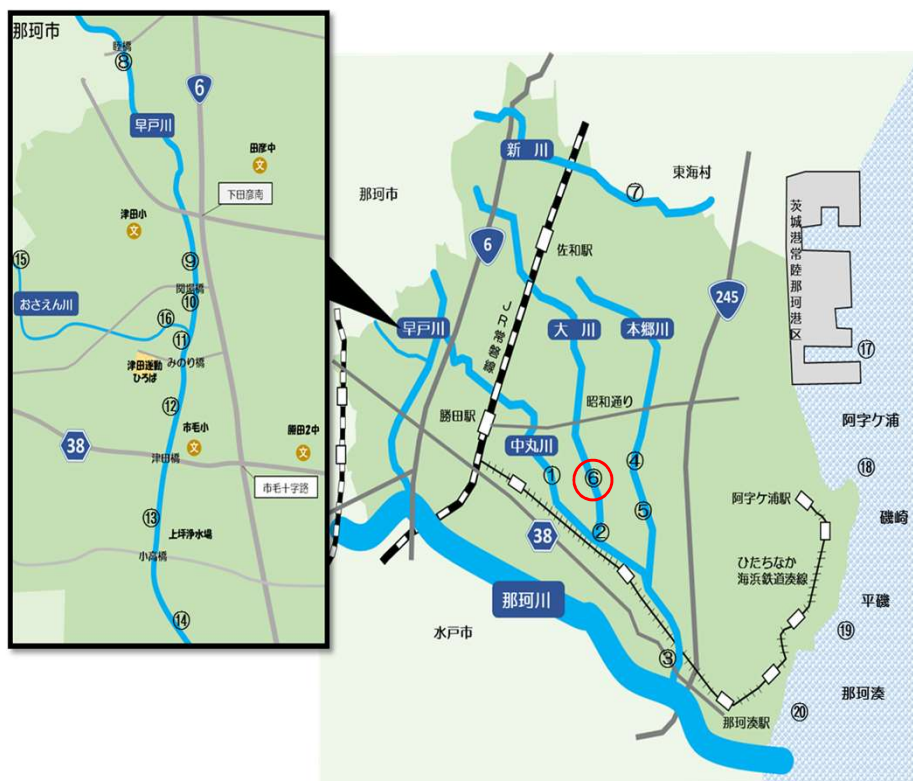 那珂市
睦橋
⑧
6
早戸川
田彦中
文
下田彦南
津田小
文
⑮
⑨
関堀橋
⑩
おさえん川
⑯
⑪
みのり橋
津田運動
ひろば
⑫
市毛小
文
勝田2中
文
38
津田橋
市毛十字路
⑬
上坪浄水場
小高橋
⑭
新川
東海村
⑦
那珂市
6
佐和駅
245
茨城港常陸那珂港区
早戸川
JR常磐線
大川
本郷川
⑰
昭和通り
阿字ケ浦
勝田駅
中丸川
①
⑥
④
⑱
⑤
阿字ケ浦駅
磯崎
38
②
ひたちなか
海浜鉄道湊線
那珂川
平磯
水戸市
⑲
③
那珂湊
那珂湊駅
⑳